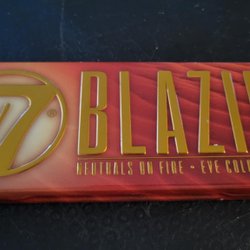 W7
®
BLAZI
NEUTRALS ON FIRE - EYE COL